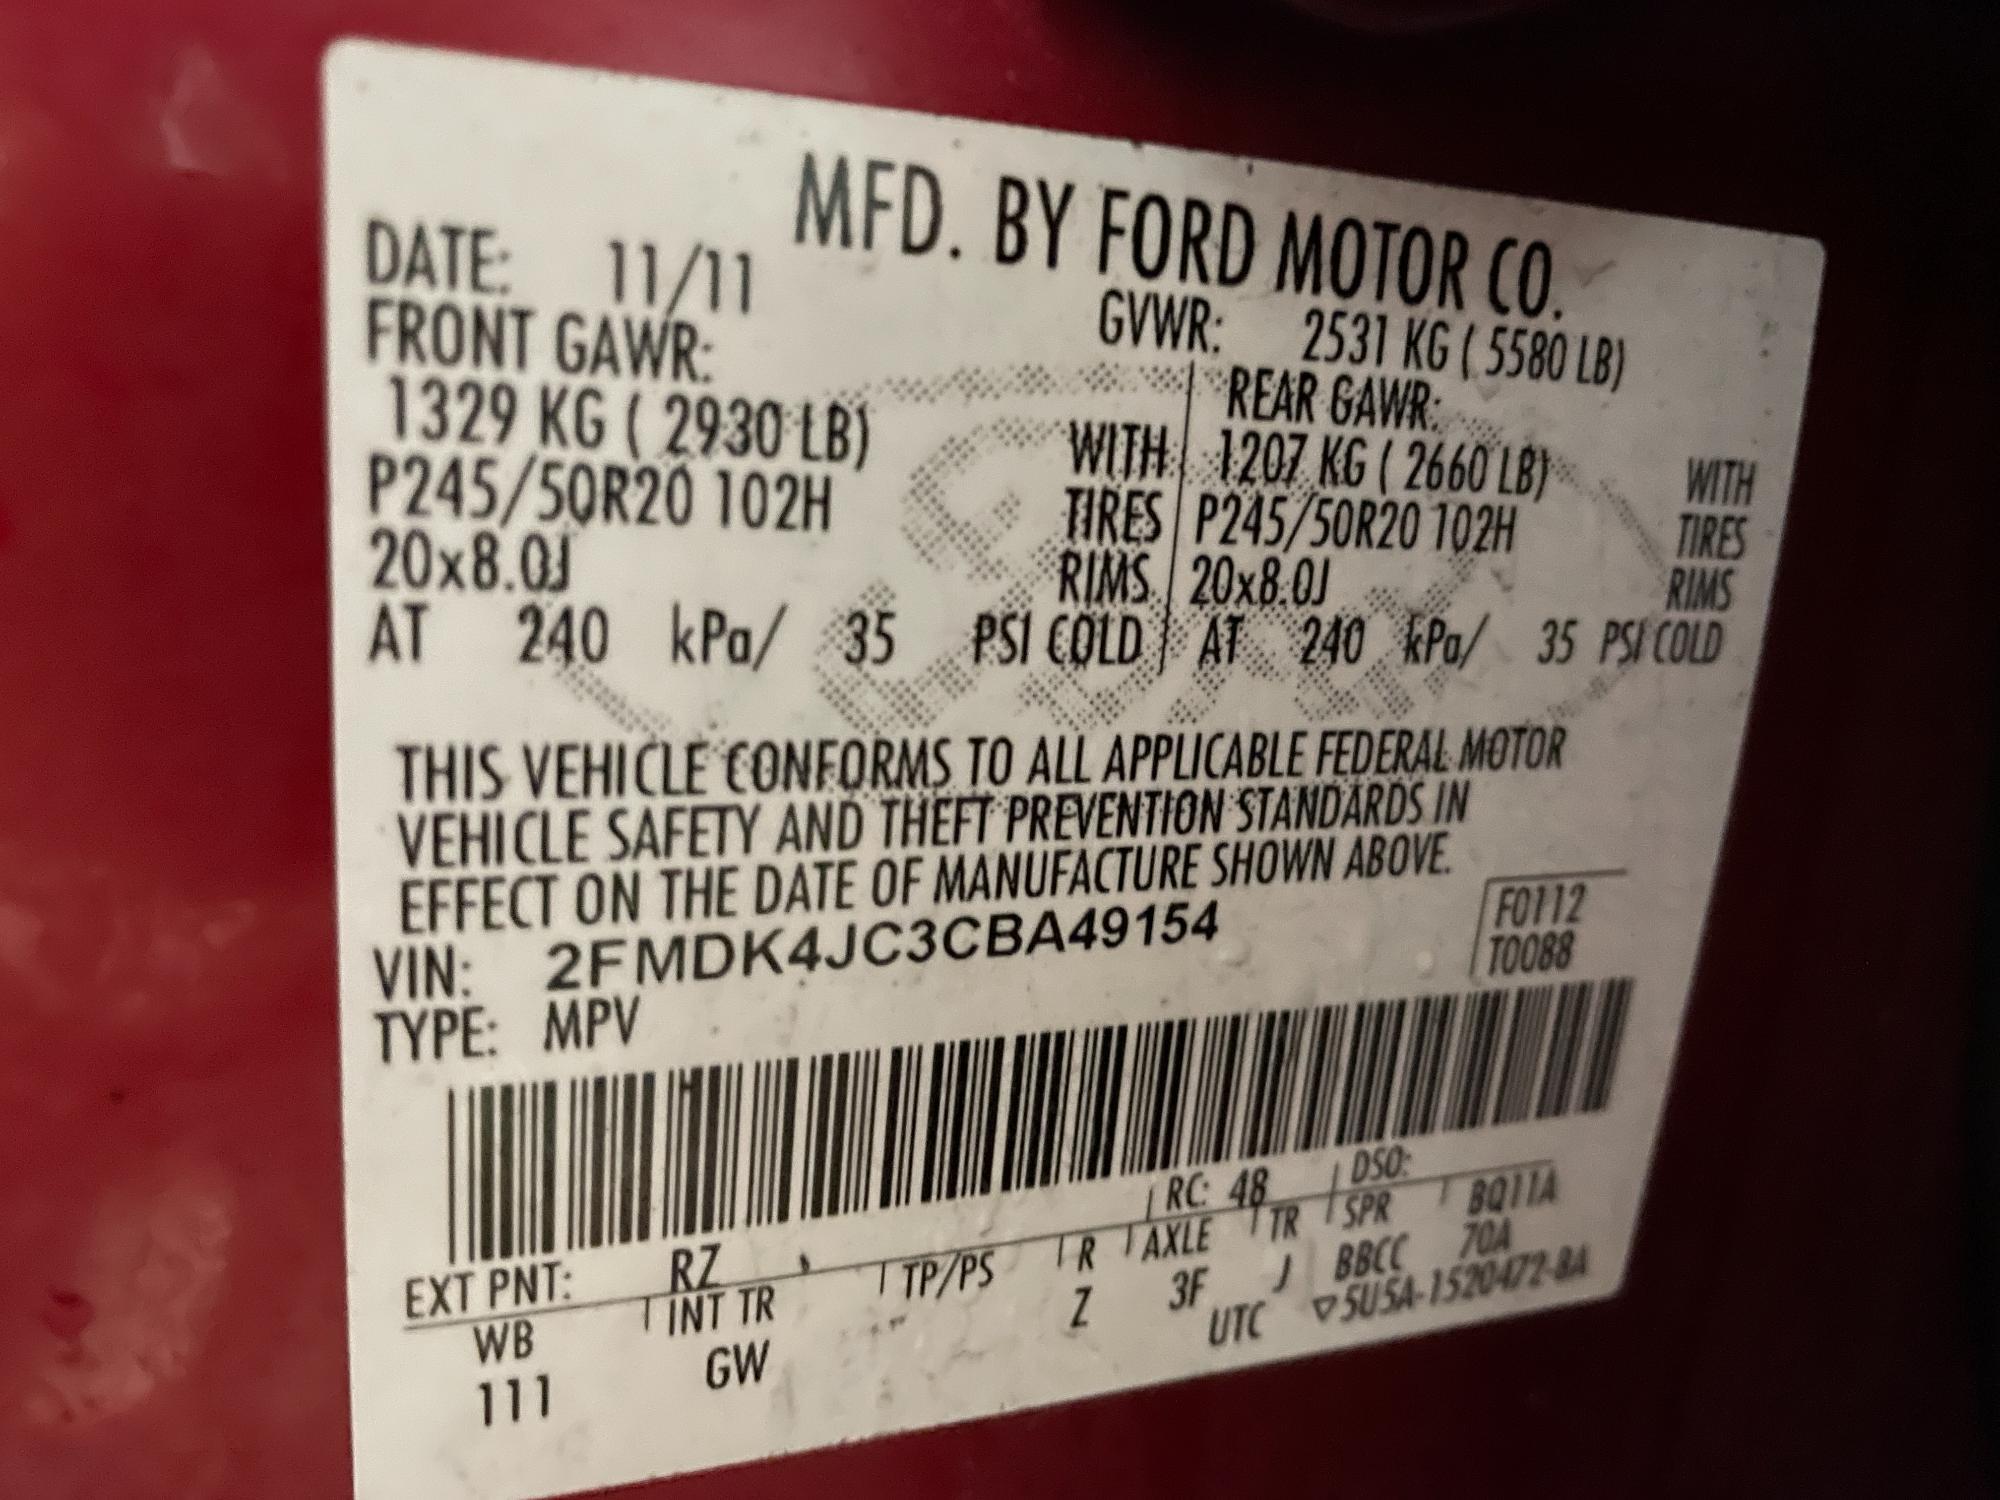 MFD. BY FORD MOTOR CO.
DATE: 11/11
GVWR: 2531 KG ( 5580 LB)
FRONT GAWR:
1329 KG ( 2930 LB) WITH
P245/50R20 102H TIRES
20x8.0J RIMS
AT 240 kPa/ 35 PSI COLD
REAR GAWR:
1207 KG ( 2660 LB) WITH
P245/50R20 102H TIRES
20x8.0J RIMS
AT 240 kPa/ 35 PSI COLD
THIS VEHICLE CONFORMS TO ALL APPLICABLE FEDERAL MOTOR
VEHICLE SAFETY AND THEFT PREVENTION STANDARDS IN
EFFECT ON THE DATE OF MANUFACTURE SHOWN ABOVE.
VIN: 2FMDK4JC3CBA49154
TYPE: MPV
F0112
T0088
EXT PNT: RZ RC: 48 DSO:
WB INT TR TP/PS R AXLE TR SPR BQ11A
111 GW Z 3F J BBCC 70A
UTC ▽5U5A-1520472-BA